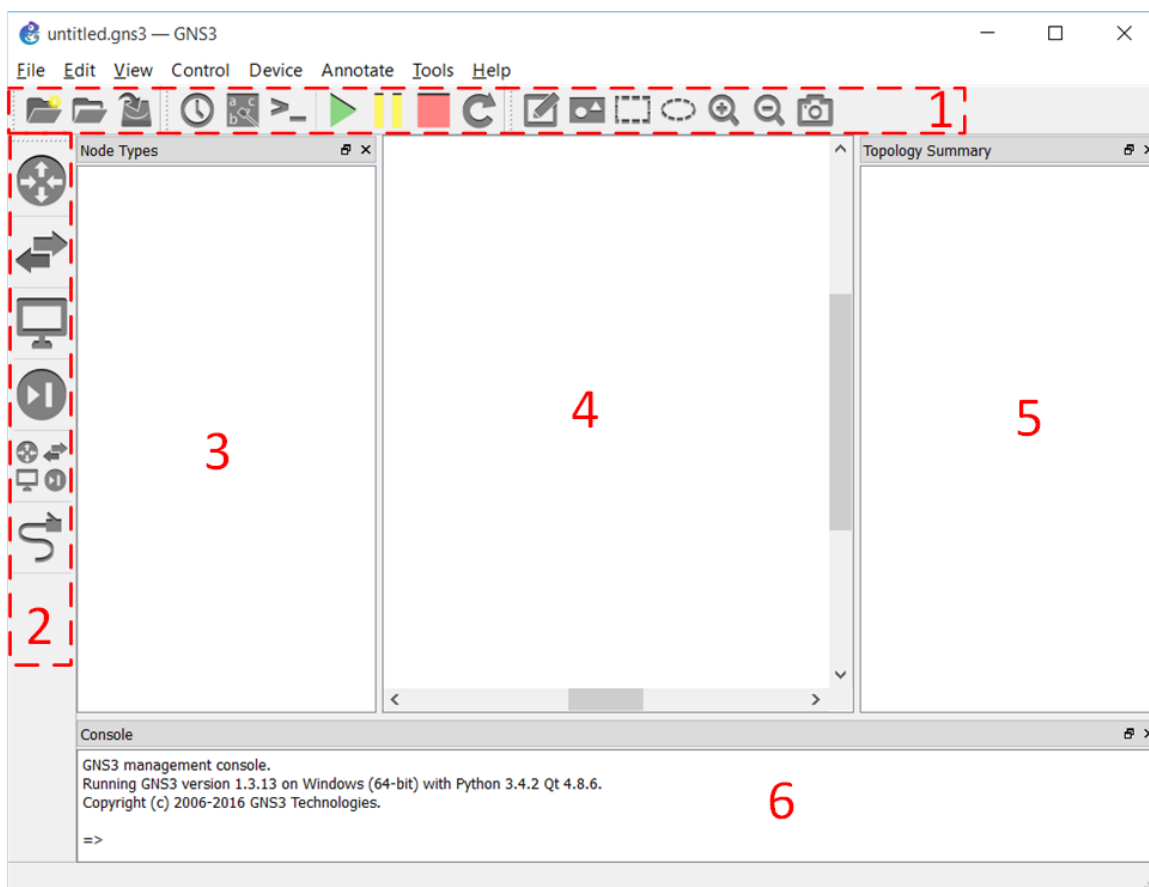 untitled.gns3 — GNS3
File Edit View Control Device Annotate Tools Help
a c
b
1
Node Types
Topology Summary
2
3
4
5
Console
GNS3 management console.
Running GNS3 version 1.3.13 on Windows (64-bit) with Python 3.4.2 Qt 4.8.6.
Copyright (c) 2006-2016 GNS3 Technologies.
=>
6